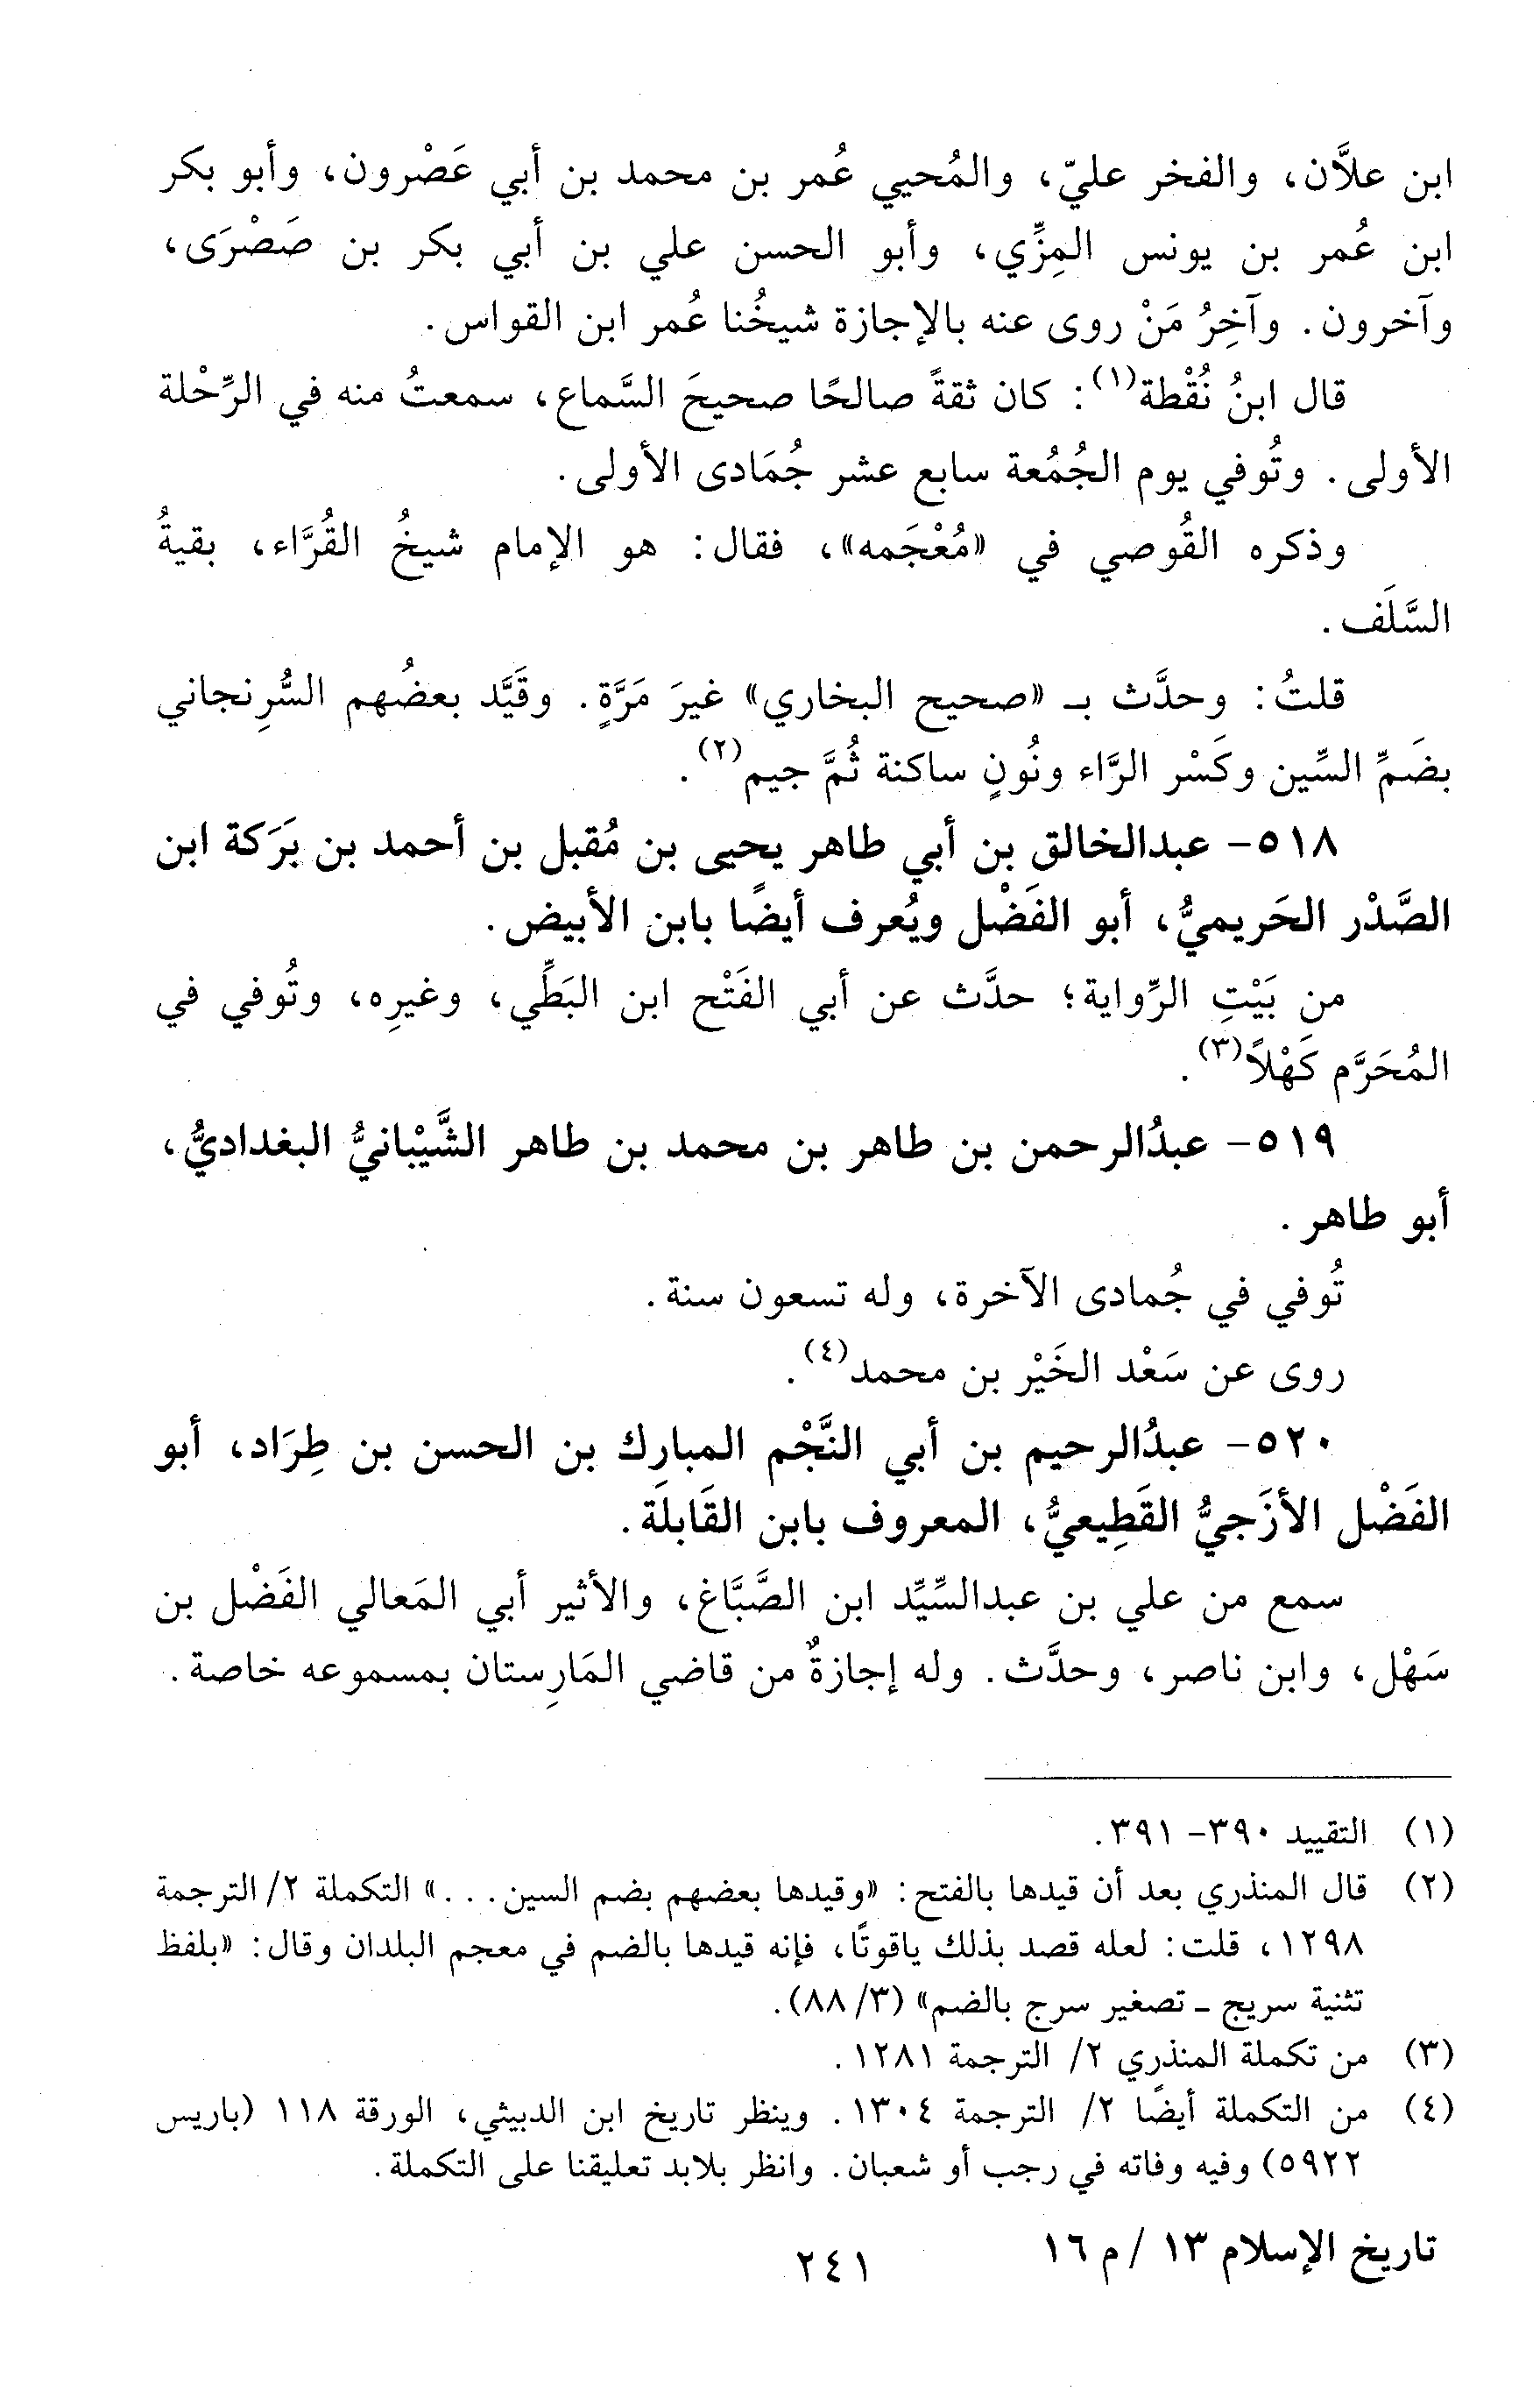 ابن علاَّن، والفخر عليّ، والمُحيي عُمر بن محمد بن أبي عَصْرون، وأبو بكر
ابن عُمر بن يونس المِزِّي، وأبو الحسن علي بن أبي بكر بن صَصْرَى،
وآخرون. وآخِرُ مَنْ روى عنه بالإجازة شيخُنا عُمر ابن القواس.
قال ابنُ نُقْطة(١): كان ثقةً صالحًا صحيحَ السَّماع، سمعتُ منه في الرِّحْلة
الأولى. وتُوفي يوم الجُمُعة سابع عشر جُمَادى الأولى.
وذكره القُوصي في «مُعْجَمه»، فقال: هو الإمام شيخُ القُرَّاء، بقيةُ
السَّلَف.
قلتُ: وحدَّث بـ «صحيح البخاري» غيرَ مَرَّةٍ. وقَيَّد بعضُهم السُّرِنجاني
بضَمِّ السِّين وكَسْر الرَّاء ونُونٍ ساكنة ثُمَّ جيم(٢).
٥١٨- عبدالخالق بن أبي طاهر يحيى بن مُقبل بن أحمد بن بَرَكة ابن
الصَّدْر الحَريميُّ، أبو الفَضْل ويُعرف أيضًا بابن الأبيض.
من بَيْتِ الرِّواية؛ حدَّث عن أبي الفَتْح ابن البَطِّي، وغيرِه، وتُوفي في
المُحَرَّم كَهْلاً(٣).
٥١٩- عبدُالرحمن بن طاهر بن محمد بن طاهر الشَّيْبانيُّ البغداديُّ،
أبو طاهر.
تُوفي في جُمادى الآخرة، وله تسعون سنة.
روى عن سَعْد الخَيْر بن محمد(٤).
٥٢٠- عبدُالرحيم بن أبي النَّجْم المبارك بن الحسن بن طِرَاد، أبو
الفَضْل الأزَجيُّ القَطِيعيُّ، المعروف بابن القَابلَة.
سمع من علي بن عبدالسِّيِّد ابن الصَّبَّاغ، والأثير أبي المَعالي الفَضْل بن
سَهْل، وابن ناصر، وحدَّث. وله إجازةٌ من قاضي المَارِستان بمسموعه خاصة.
(١) التقييد ٣٩٠- ٣٩١.
(٢) قال المنذري بعد أن قيدها بالفتح: «وقيدها بعضهم بضم السين...» التكملة ٢/ الترجمة
١٢٩٨، قلت: لعله قصد بذلك ياقوتًا، فإنه قيدها بالضم في معجم البلدان وقال: «بلفظ
تثنية سريج ـ تصغير سرج بالضم» (٣/ ٨٨).
(٣) من تكملة المنذري ٢/ الترجمة ١٢٨١.
(٤) من التكملة أيضًا ٢/ الترجمة ١٣٠٤. وينظر تاريخ ابن الدبيثي، الورقة ١١٨ (باريس
٥٩٢٢) وفيه وفاته في رجب أو شعبان. وانظر بلابد تعليقنا على التكملة.
تاريخ الإسلام ١٣ / م ١٦
٢٤١